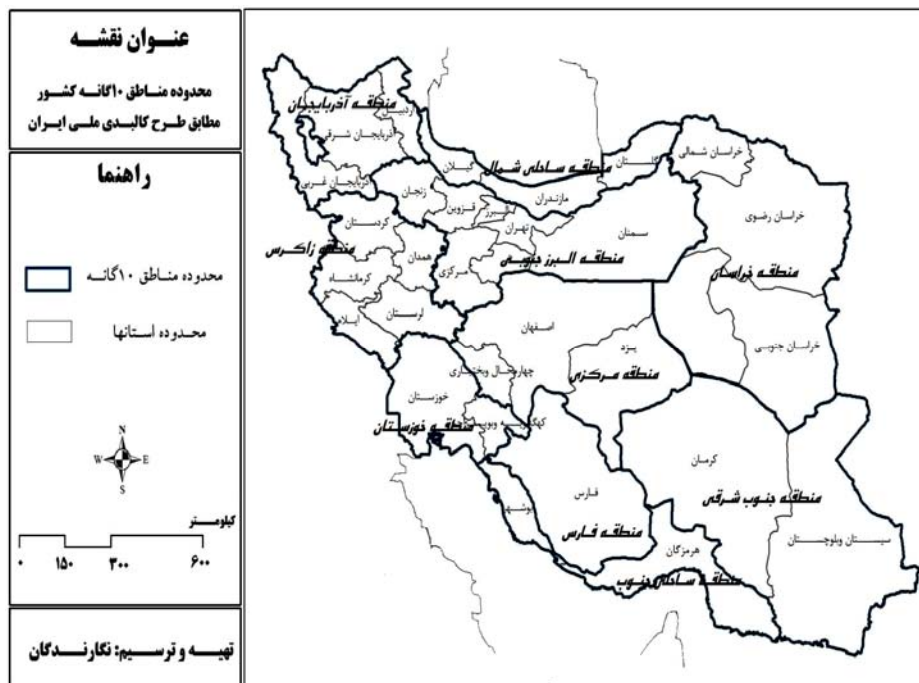 عنوان نقشه
محدوده مناطق ۱۰گانه کشور
مطابق طرح کالبدی ملی ایران
راهنما
محدوده مناطق ۱۰گانه
محدوده استانها
N
W E
S
کیلومتر
۰ ۱۵۰ ۳۰۰ ۶۰۰
تهیه و ترسیم: نگارندگان
منطقه آذربایجان
اردبیل
آذربایجان شرقی
آذربایجان غربی
گیلان
منطقه ساحلی شمال
گلستان
خراسان شمالی
مازندران
زنجان
قزوین
البرز
تهران
سمنان
خراسان رضوی
کردستان
منطقه زاگرس
همدان
مرکزی
منطقه البرز جنوبی
منطقه خراسان
کرمانشاه
ایلام
لرستان
اصفهان
یزد
خراسان جنوبی
چهارمحال وبختیاری
منطقه مرکزی
خوزستان
منطقه خوزستان
کهگیلویه وبویر
کرمان
منطقه جنوب شرقی
فارس
بوشهر
منطقه فارس
هرمزگان
سیستان وبلوچستان
منطقه ساحلی جنوب